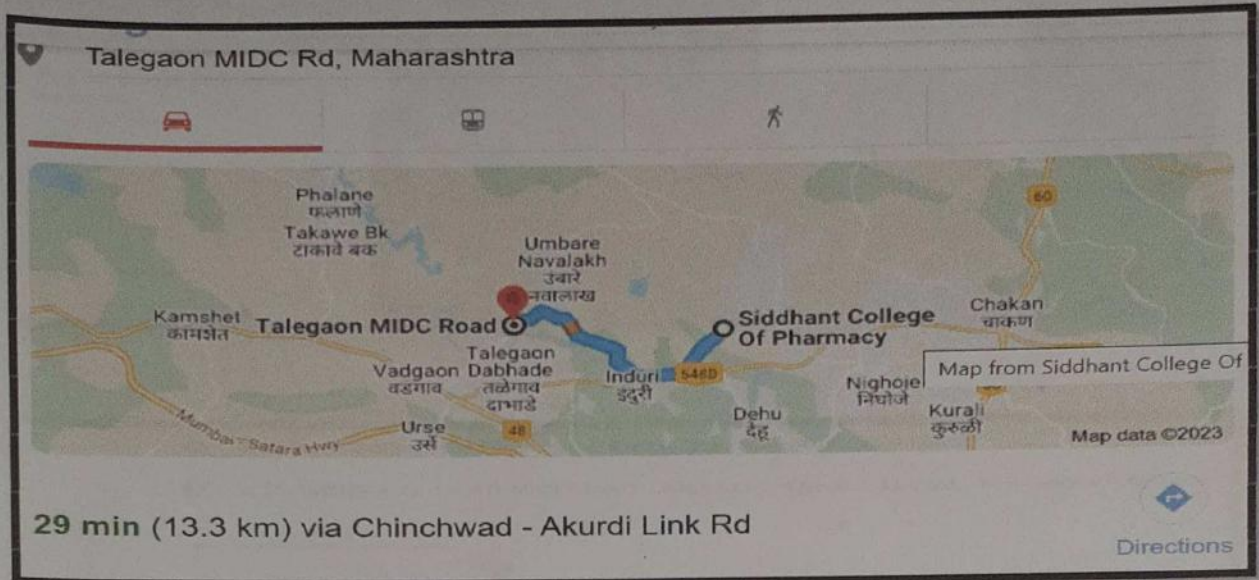 Talegaon MIDC Rd, Maharashtra
60
Phalane
फळाणे
Takawe Bk
टाकावे बक
Umbare
Navalakh
उंबारे
नवालाख
Kamshet
कामशेत
Talegaon MIDC Road
Siddhant College
Of Pharmacy
Chakan
चाकण
Talegaon
Dabhade
तळेगाव
दाभाडे
Vadgaon
वडगाव
Induri
इंदुरी
548D
Map from Siddhant College Of
Nighoje
निघोजे
Dehu
देहू
Kurali
कुरुळी
Mumbai - Satara Hwy
Urse
उर्से
48
Map data ©2023
29 min (13.3 km) via Chinchwad - Akurdi Link Rd
Directions